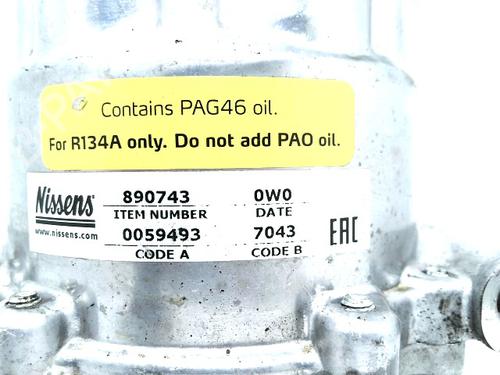 Contains PAG46 oil.
For R134A only. Do not add PAO oil.
Nissens
www.nissens.com
890743 0W0
ITEM NUMBER DATE
0059493 7043
CODE A CODE B
EAC